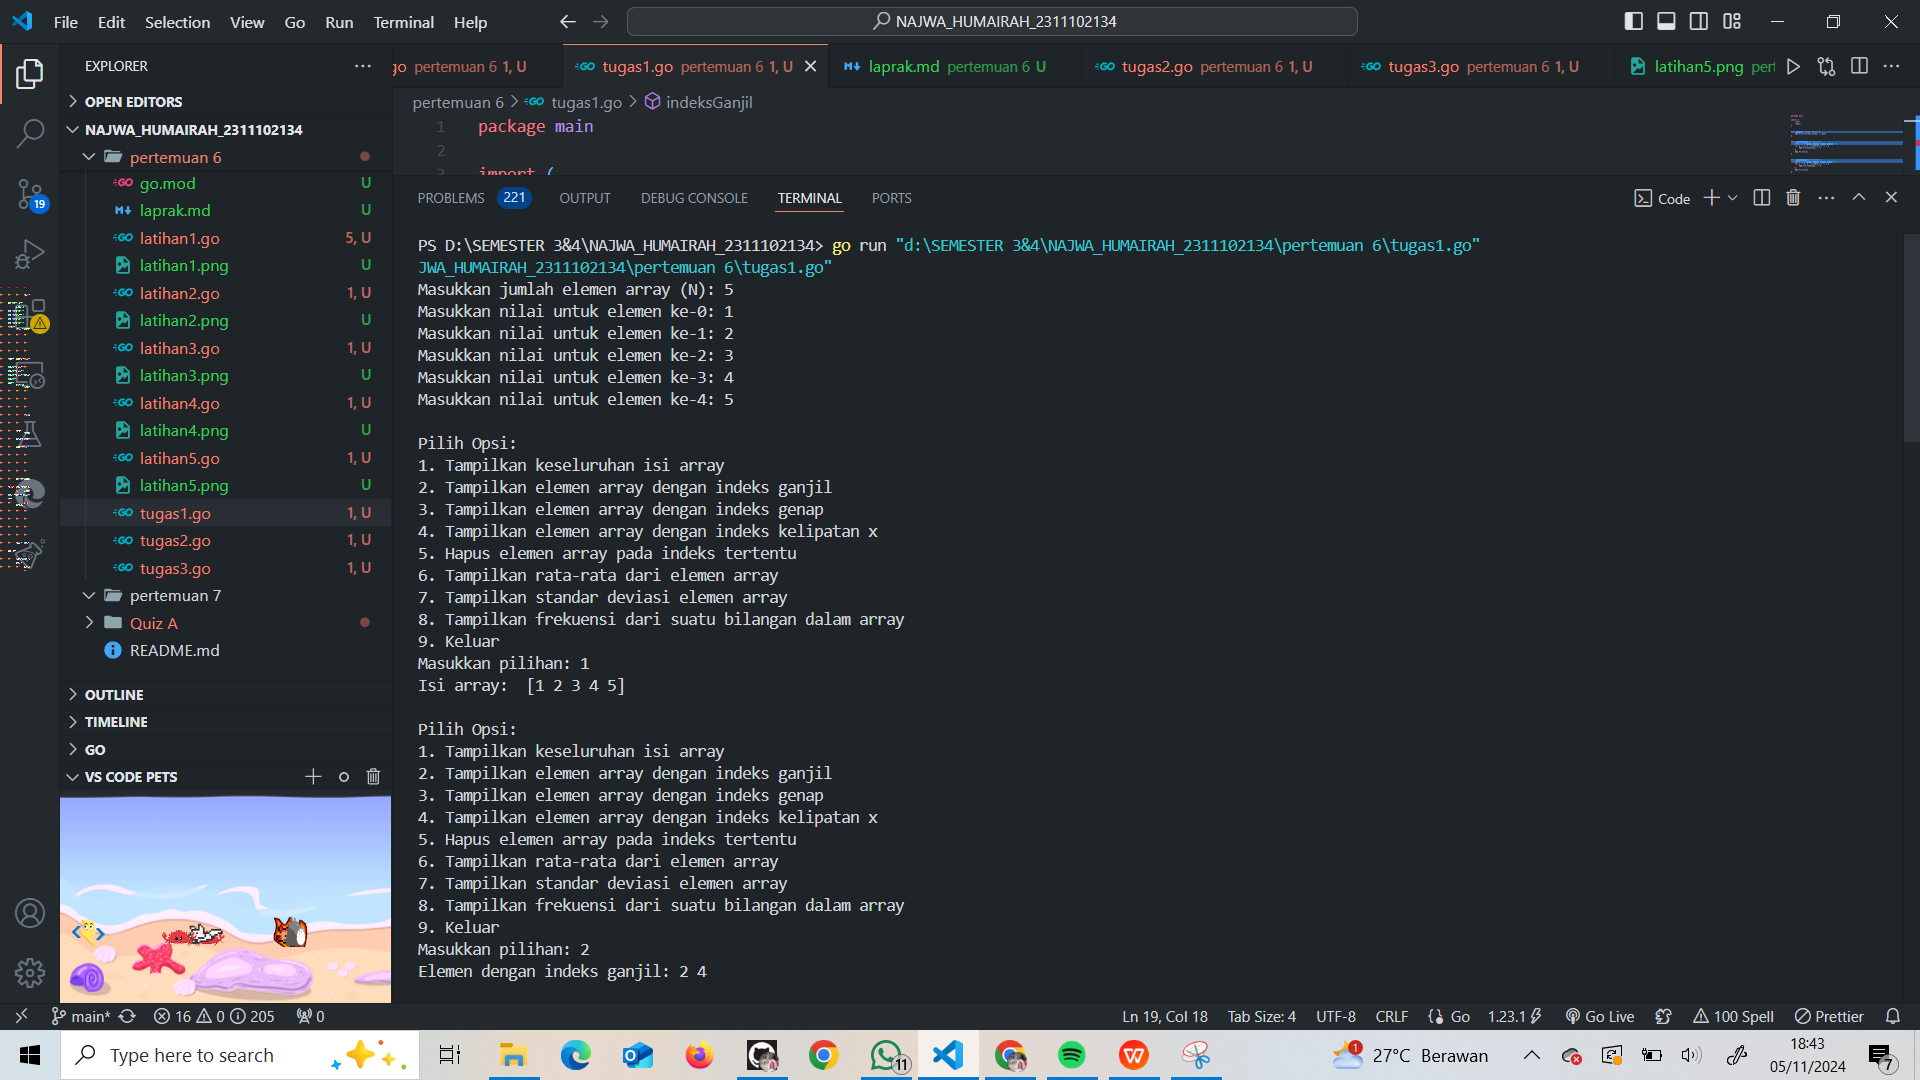 File Edit Selection View Go Run Terminal Help
NAJWA_HUMAIRAH_2311102134
EXPLORER
go pertemuan 6 1, U
tugas1.go pertemuan 6 1, U
laprak.md pertemuan 6 U
tugas2.go pertemuan 6 1, U
tugas3.go pertemuan 6 1, U
latihan5.png pert
OPEN EDITORS
NAJWA_HUMAIRAH_2311102134
pertemuan 6
go.mod U
laprak.md U
latihan1.go 5, U
latihan1.png U
latihan2.go 1, U
latihan2.png U
latihan3.go 1, U
latihan3.png U
latihan4.go 1, U
latihan4.png U
latihan5.go 1, U
latihan5.png U
tugas1.go 1, U
tugas2.go 1, U
tugas3.go 1, U
pertemuan 7
Quiz A
README.md
OUTLINE
TIMELINE
GO
VS CODE PETS
19
pertemuan 6 > tugas1.go > indeksGanjil
1 package main
2
3 import (
PROBLEMS 221 OUTPUT DEBUG CONSOLE TERMINAL PORTS
Code
PS D:\SEMESTER 3&4\NAJWA_HUMAIRAH_2311102134> go run "d:\SEMESTER 3&4\NAJWA_HUMAIRAH_2311102134\pertemuan 6\tugas1.go"
JWA_HUMAIRAH_2311102134\pertemuan 6\tugas1.go"
Masukkan jumlah elemen array (N): 5
Masukkan nilai untuk elemen ke-0: 1
Masukkan nilai untuk elemen ke-1: 2
Masukkan nilai untuk elemen ke-2: 3
Masukkan nilai untuk elemen ke-3: 4
Masukkan nilai untuk elemen ke-4: 5
Pilih Opsi:
1. Tampilkan keseluruhan isi array
2. Tampilkan elemen array dengan indeks ganjil
3. Tampilkan elemen array dengan indeks genap
4. Tampilkan elemen array dengan indeks kelipatan x
5. Hapus elemen array pada indeks tertentu
6. Tampilkan rata-rata dari elemen array
7. Tampilkan standar deviasi elemen array
8. Tampilkan frekuensi dari suatu bilangan dalam array
9. Keluar
Masukkan pilihan: 1
Isi array:  [1 2 3 4 5]
Pilih Opsi:
1. Tampilkan keseluruhan isi array
2. Tampilkan elemen array dengan indeks ganjil
3. Tampilkan elemen array dengan indeks genap
4. Tampilkan elemen array dengan indeks kelipatan x
5. Hapus elemen array pada indeks tertentu
6. Tampilkan rata-rata dari elemen array
7. Tampilkan standar deviasi elemen array
8. Tampilkan frekuensi dari suatu bilangan dalam array
9. Keluar
Masukkan pilihan: 2
Elemen dengan indeks ganjil: 2 4
main* 16 0 205 0
Ln 19, Col 18 Tab Size: 4 UTF-8 CRLF Go 1.23.1 Go Live 100 Spell Prettier
Type here to search
11
1
27°C Berawan
18:43
05/11/2024
7